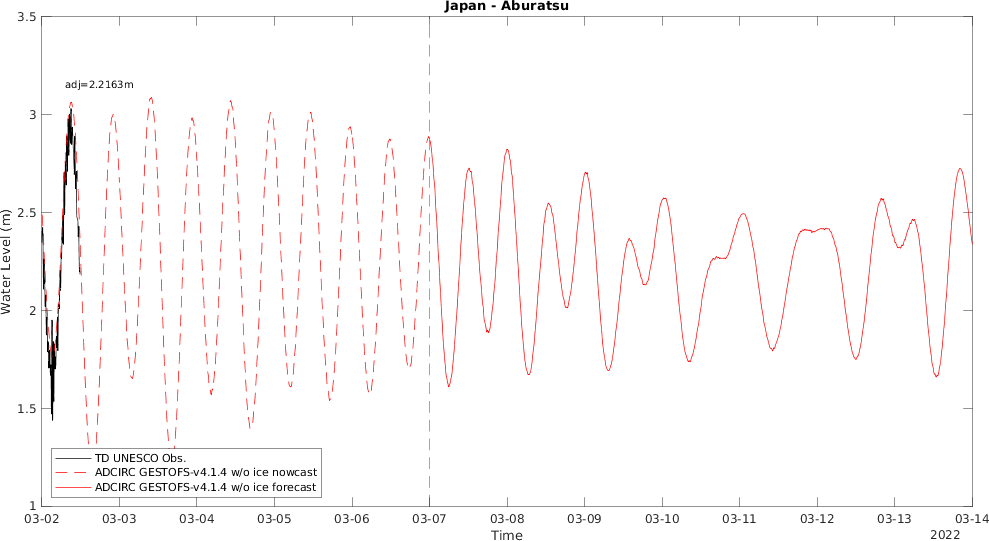 Japan - Aburatsu
3.5
adj=2.2163m
3
2.5
Water Level (m)
2
1.5
TD UNESCO Obs.
ADCIRC GESTOFS-v4.1.4 w/o ice nowcast
ADCIRC GESTOFS-v4.1.4 w/o ice forecast
1
03-02 03-03 03-04 03-05 03-06 03-07 03-08 03-09 03-10 03-11 03-12 03-13 03-14
Time 2022